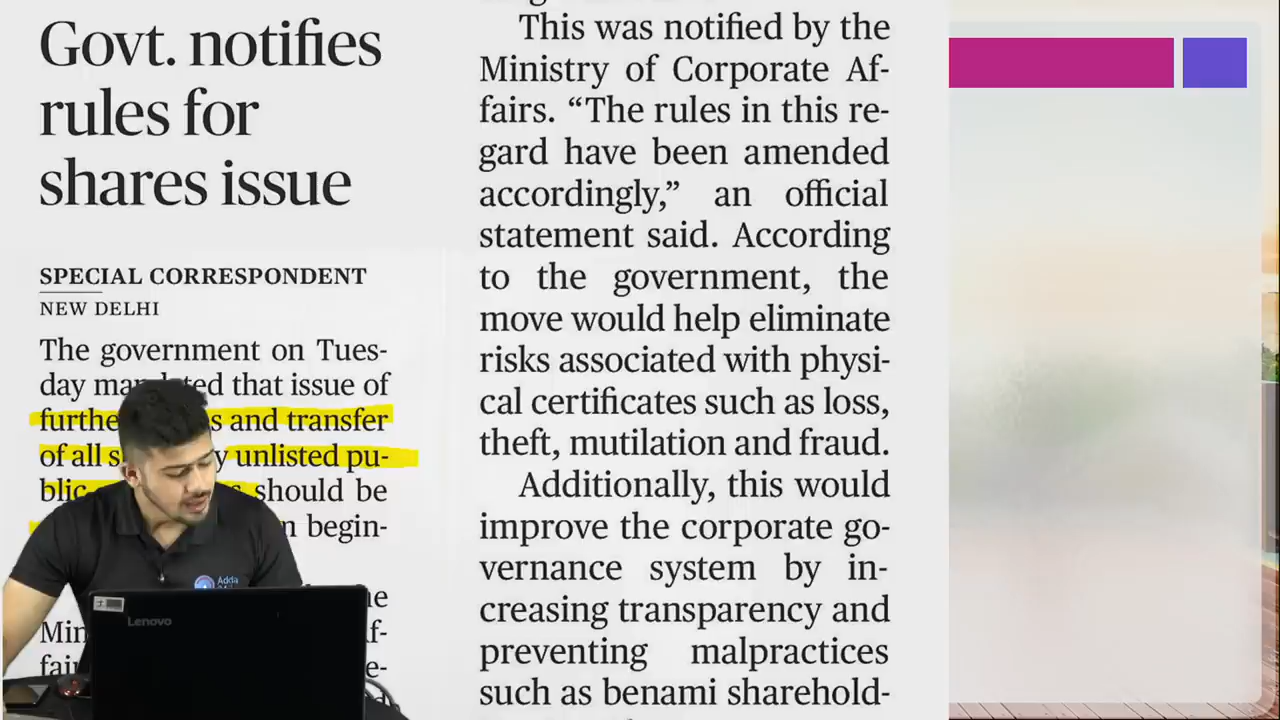 Govt. notifies
rules for
shares issue
SPECIAL CORRESPONDENT
NEW DELHI
The government on Tues-
day mandated that issue of
and transfer
of all unlisted pu-
blic should be
begin-
This was notified by the
Ministry of Corporate Af-
fairs. “The rules in this re-
gard have been amended
accordingly,” an official
statement said. According
to the government, the
move would help eliminate
risks associated with physi-
cal certificates such as loss,
theft, mutilation and fraud.
Additionally, this would
improve the corporate go-
vernance system by in-
creasing transparency and
preventing malpractices
such as benami sharehold-
Adda
Lenovo